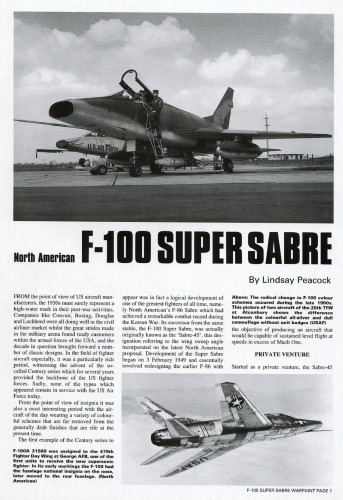 U.S. AIR FORCE
North American F-100 SUPER SABRE
By Lindsay Peacock
FROM the point of view of US aircraft man-
ufacturers, the 1950s must surely represent a
high-water mark in their post-war activities.
Companies like Convair, Boeing, Douglas
and Lockheed were all doing well in the civil
airliner market whilst the great strides made
in the military arena found ready customers
within the armed forces of the USA, and the
decade in question brought forward a num-
ber of classic designs. In the field of fighter
aircraft especially, it was a particularly rich
period, witnessing the advent of the so-
called Century series which for several years
provided the backbone of the US fighter
forces. Sadly, none of the types which
appeared remain in service with the US Air
Force today.
From the point of view of insignia it was
also a most interesting period with the air-
craft of the day wearing a variety of colour-
ful schemes that are far removed from the
generally drab finishes that are rife at the
present time.
The first example of the Century series to
F-100A 31580 was assigned to the 479th
Fighter Day Wing at George AFB, one of the
first units to receive the new supersonic
fighter. In its early markings the F-100 had
the fuselage national insignia on the nose,
later moved to the rear fuselage. (North
American)
appear was in fact a logical development of
one of the greatest fighters of all time, name-
ly North American's F-86 Sabre which had
achieved a remarkable combat record during
the Korean War. Its successor from the same
stable, the F-100 Super Sabre, was actually
originally known as the 'Sabre-45', this des-
ignation referring to the wing sweep angle
incorporated on the latest North American
proposal. Development of the Super Sabre
began on 3 February 1949 and essentially
involved redesigning the earlier F-86 with
Above: The radical change in F-100 colour
schemes occured during the late 1960s.
This picture of two aircraft of the 20th TFW
at Alconbury shows the difference
between the colourful all-silver and dull
camouflage without unit badges (USAF)
the objective of producing an aircraft that
would be capable of sustained level flight at
speeds in excess of Mach One.
PRIVATE VENTURE
Started as a private venture, the Sabre-45
F-100 SUPER SABRE WARPAINT PAGE 1